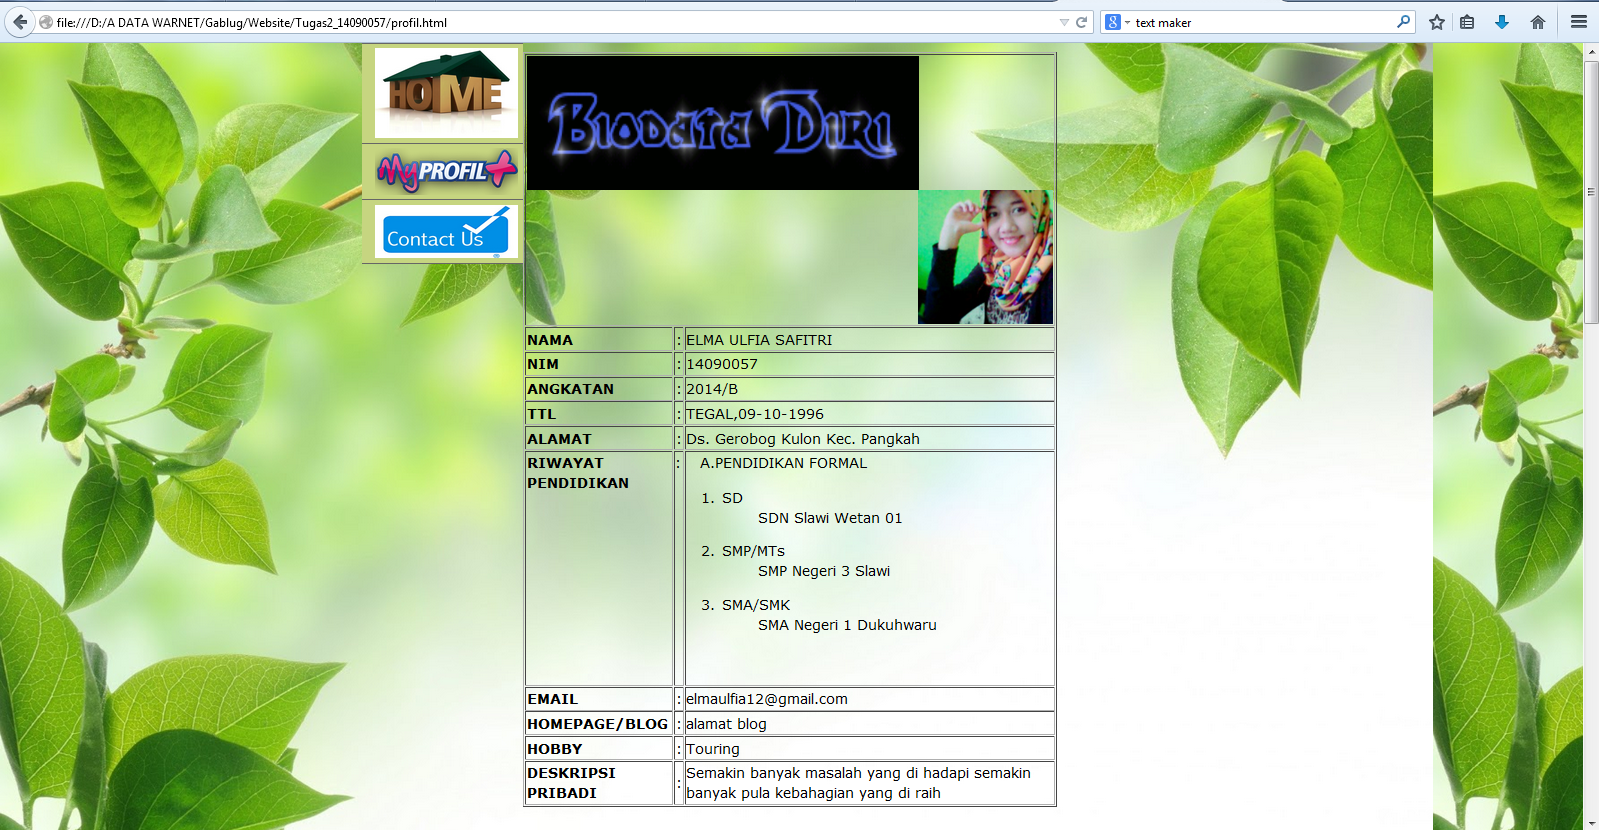 file:///D:/A DATA WARNET/Gablug/Website/Tugas2_14090057/profil.html
text maker
HOME
My PROFIL
Contact Us
Biodata Diri
NAMA : ELMA ULFIA SAFITRI
NIM : 14090057
ANGKATAN : 2014/B
TTL : TEGAL,09-10-1996
ALAMAT : Ds. Gerobog Kulon Kec. Pangkah
RIWAYAT : A.PENDIDIKAN FORMAL
PENDIDIKAN
1. SD
SDN Slawi Wetan 01
2. SMP/MTs
SMP Negeri 3 Slawi
3. SMA/SMK
SMA Negeri 1 Dukuhwaru
EMAIL : elmaulfia12@gmail.com
HOMEPAGE/BLOG : alamat blog
HOBBY : Touring
DESKRIPSI PRIBADI : Semakin banyak masalah yang di hadapi semakin
banyak pula kebahagian yang di raih